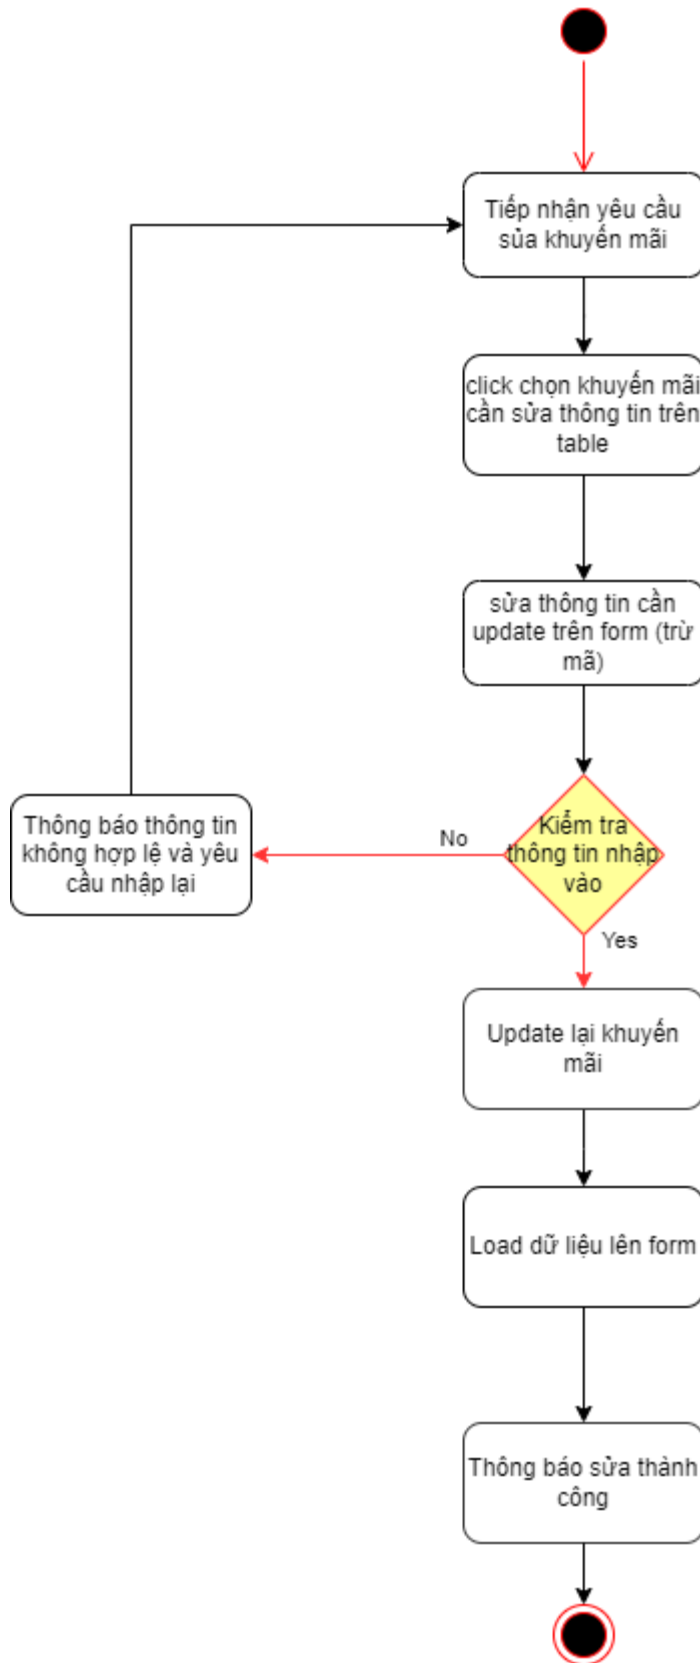 Tiếp nhận yêu cầu
sủa khuyến mãi
click chọn khuyến mãi
cần sửa thông tin trên
table
sửa thông tin cần
update trên form (trừ
mã)
Kiểm tra
thông tin nhập
vào
No
Thông báo thông tin
không hợp lệ và yêu
cầu nhập lại
Yes
Update lại khuyến
mãi
Load dữ liệu lên form
Thông báo sửa thành
công